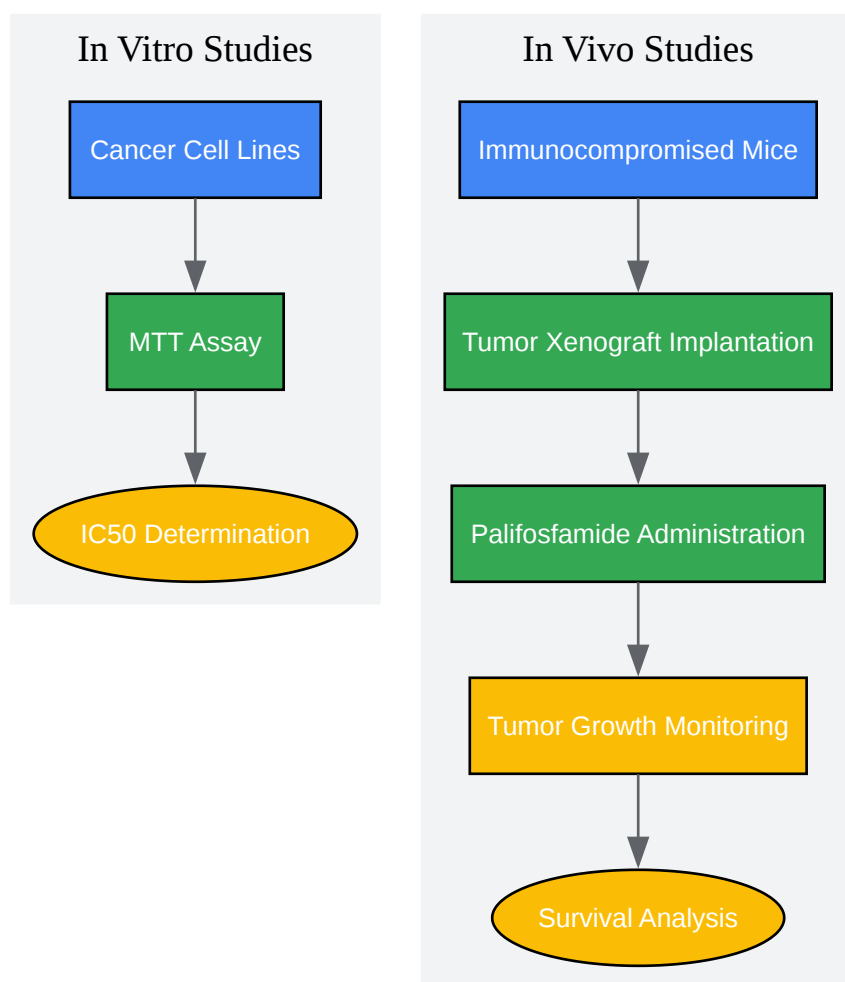 In Vitro Studies
Cancer Cell Lines
MTT Assay
IC50 Determination
In Vivo Studies
Immunocompromised Mice
Tumor Xenograft Implantation
Palifosfamide Administration
Tumor Growth Monitoring
Survival Analysis